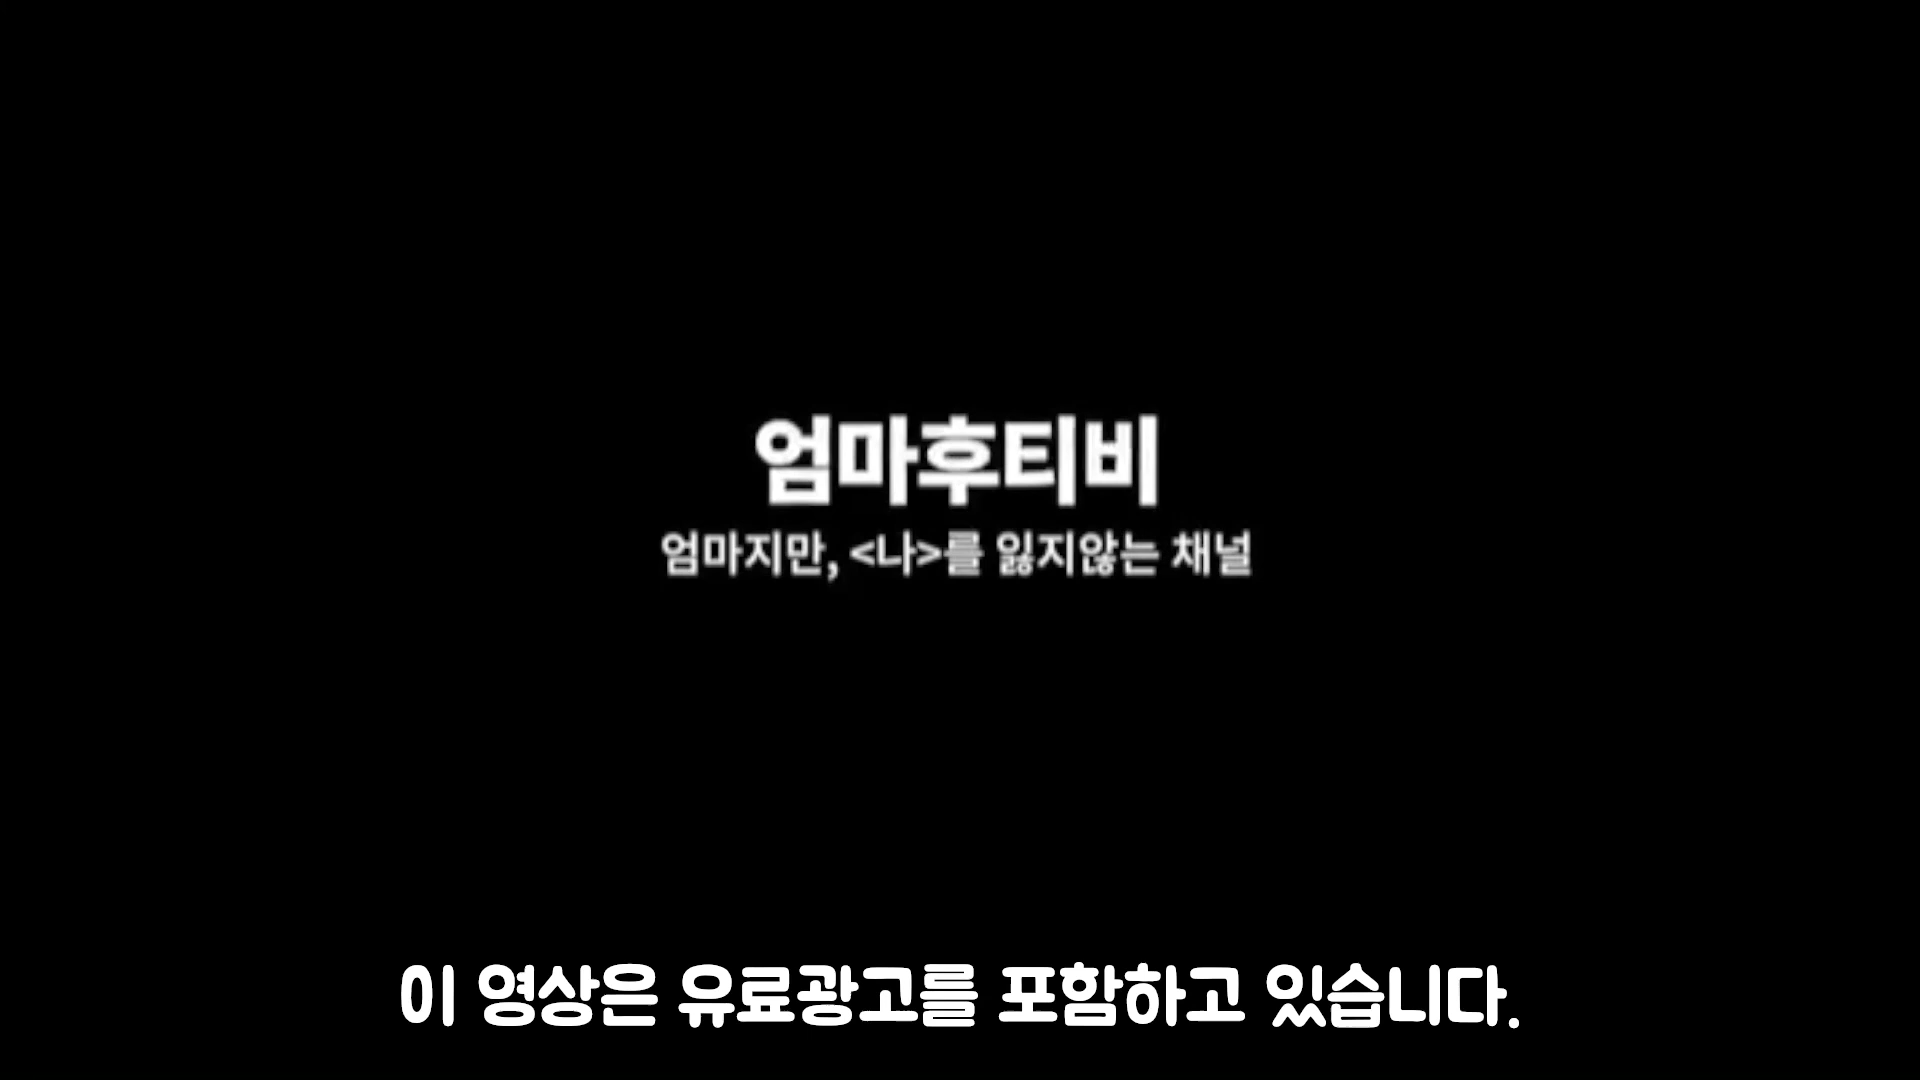 엄마후티비
엄마지만, <나>를 잃지않는 채널
이 영상은 유료광고를 포함하고 있습니다.